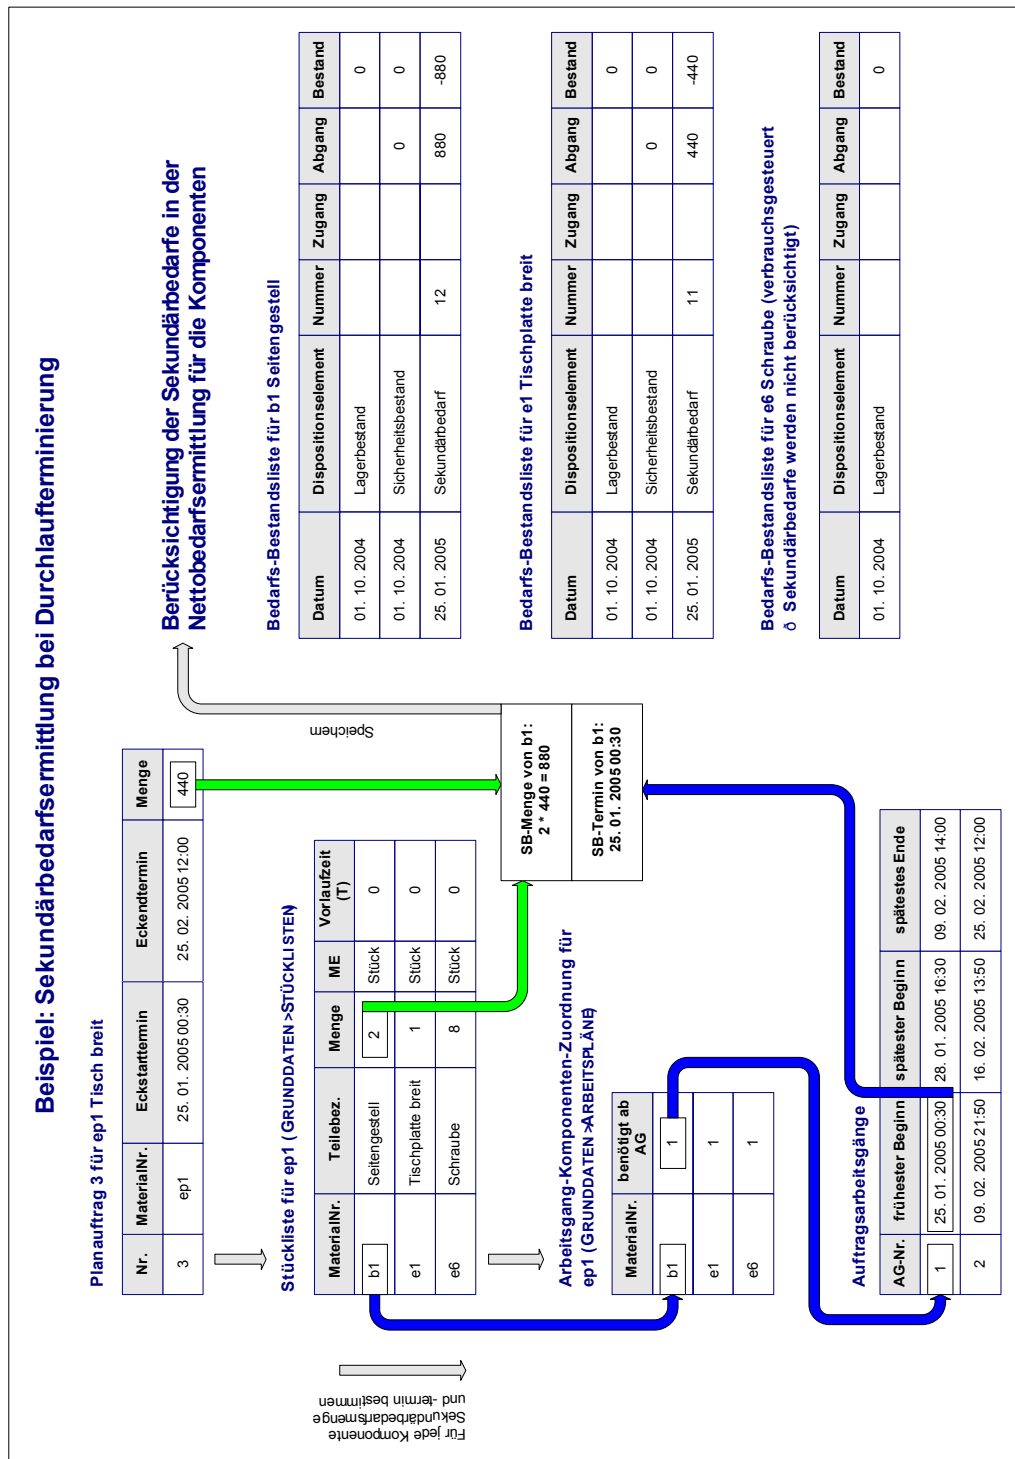 Beispiel: Sekundärbedarfsermittlung bei Durchlaufterminierung
Planauftrag 3 für ep1 Tisch breit
Nr. MaterialNr. Eckstarttermin Eckendtermin Menge
3 ep1 25. 01. 2005 00:30 25. 02. 2005 12:00 440
Stückliste für ep1 (GRUNDDATEN >STÜCKLISTEN)
MaterialNr. Teilebez. Menge ME Vorlaufzeit (T)
b1 Seitengestell 2 Stück 0
e1 Tischplatte breit 1 Stück 0
e6 Schraube 8 Stück 0
Für jede Komponente
Sekundärbedarfsmenge
und -termin bestimmen
Arbeitsgang-Komponenten-Zuordnung für
ep1 (GRUNDDATEN >ARBEITSPLÄNE)
MaterialNr. benötigt ab AG
b1 1
e1 1
e6 1
Auftragsarbeitsgänge
AG-Nr. frühester Beginn spätester Beginn spätestes Ende
1 25. 01. 2005 00:30 28. 01. 2005 16:30 09. 02. 2005 14:00
2 09. 02. 2005 21:50 16. 02. 2005 13:50 25. 02. 2005 12:00
SB-Menge von b1:
2 * 440 = 880
SB-Termin von b1:
25. 01. 2005 00:30
Speichern
Berücksichtigung der Sekundärbedarfe in der
Nettobedarfsermittlung für die Komponenten
Bedarfs-Bestandsliste für b1 Seitengestell
Datum Dispositionselement Nummer Zugang Abgang Bestand
01. 10. 2004 Lagerbestand 0
01. 10. 2004 Sicherheitsbestand 0 0
25. 01. 2005 Sekundärbedarf 12 880 -880
Bedarfs-Bestandsliste für e1 Tischplatte breit
Datum Dispositionselement Nummer Zugang Abgang Bestand
01. 10. 2004 Lagerbestand 0
01. 10. 2004 Sicherheitsbestand 0 0
25. 01. 2005 Sekundärbedarf 11 440 -440
Bedarfs-Bestandsliste für e6 Schraube (verbrauchsgesteuert
ð Sekundärbedarfe werden nicht berücksichtigt)
Datum Dispositionselement Nummer Zugang Abgang Bestand
01. 10. 2004 Lagerbestand 0